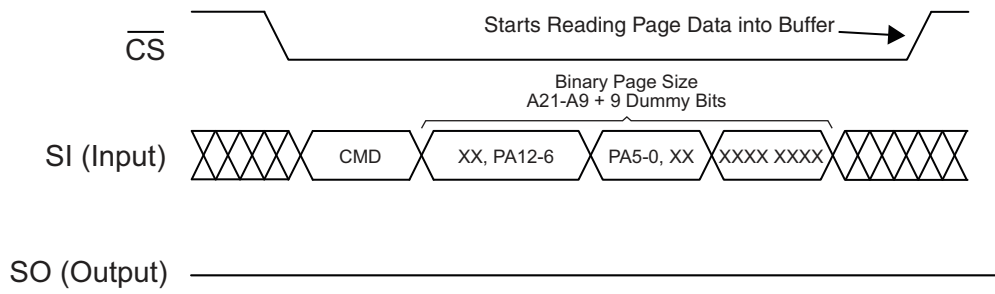 Starts Reading Page Data into Buffer
CS
Binary Page Size
A21-A9 + 9 Dummy Bits
SI (Input)
CMD
XX, PA12-6
PA5-0, XX
XXXX XXXX
SO (Output)